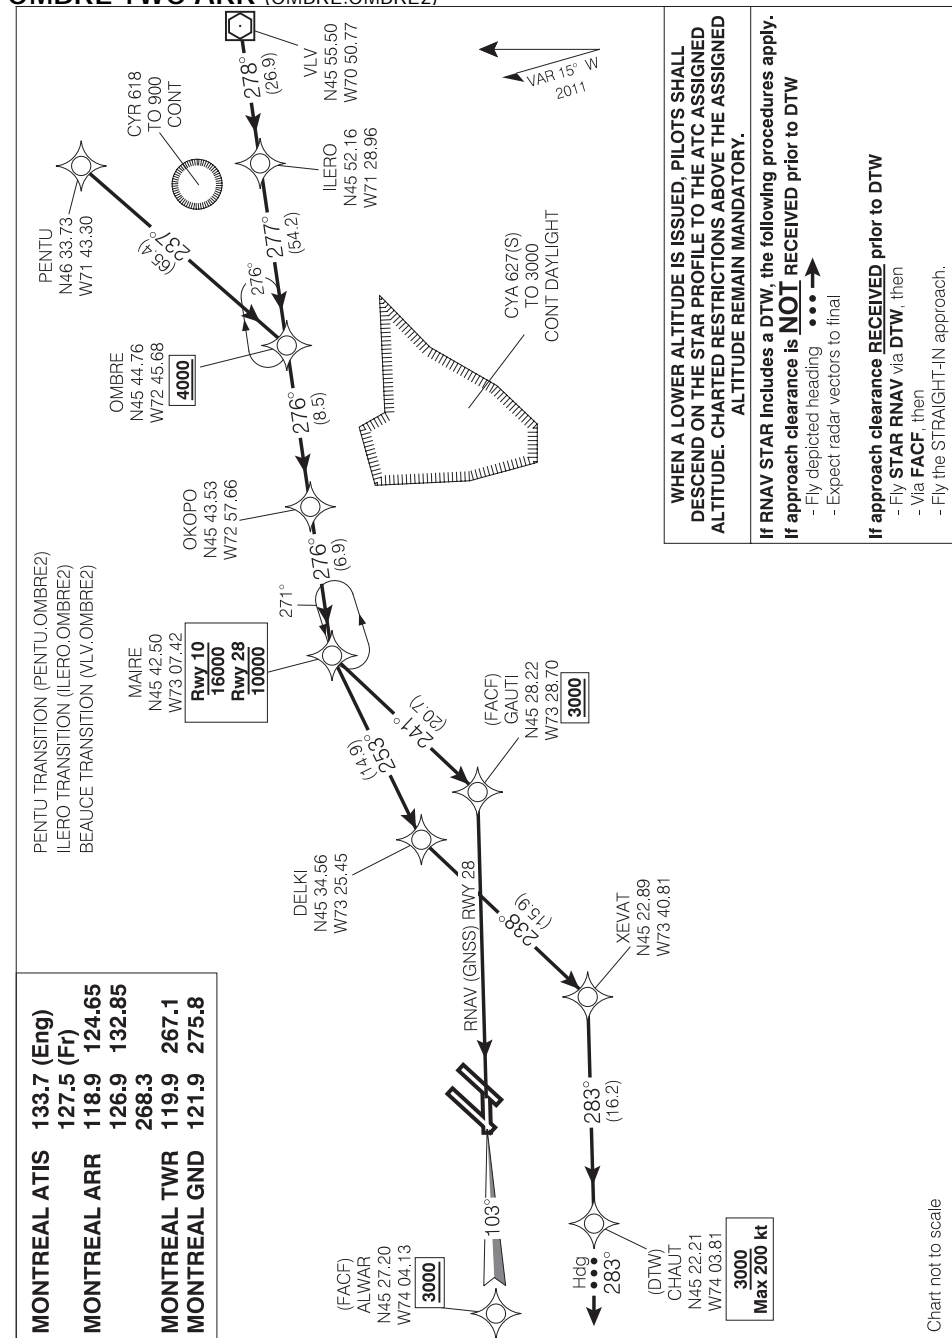 OMBRE TWO ARR (OMBRE.OMBRE2)
MONTREAL ATIS 133.7 (Eng)
127.5 (Fr)
MONTREAL ARR 118.9 124.65
126.9 132.85
268.3
MONTREAL TWR 119.9 267.1
MONTREAL GND 121.9 275.8
PENTU TRANSITION (PENTU.OMBRE2)
ILERO TRANSITION (ILERO.OMBRE2)
BEAUCE TRANSITION (VLV.OMBRE2)
PENTU
N46 33.73
W71 43.30
237°
(65.4)
CYR 618
TO 900
CONT
VLV
N45 55.50
W70 50.77
278°
(26.9)
ILERO
N45 52.16
W71 28.96
277°
(54.2)
276°
OMBRE
N45 44.76
W72 45.68
4000
276°
(8.5)
OKOPO
N45 43.53
W72 57.66
276°
(6.9)
271°
MAIRE
N45 42.50
W73 07.42
Rwy 10
16000
Rwy 28
10000
253°
(14.9)
241°
(20.7)
(FACF)
GAUTI
N45 28.22
W73 28.70
3000
DELKI
N45 34.56
W73 25.45
RNAV (GNSS) RWY 28
238°
(15.9)
XEVAT
N45 22.89
W73 40.81
283°
(16.2)
103°
(FACF)
ALWAR
N45 27.20
W74 04.13
3000
Hdg
283°
(DTW)
CHAUT
N45 22.21
W74 03.81
3000
Max 200 kt
CYA 627(S)
TO 3000
CONT DAYLIGHT
VAR 15° W
2011
WHEN A LOWER ALTITUDE IS ISSUED, PILOTS SHALL
DESCEND ON THE STAR PROFILE TO THE ATC ASSIGNED
ALTITUDE. CHARTED RESTRICTIONS ABOVE THE ASSIGNED
ALTITUDE REMAIN MANDATORY.
If RNAV STAR Includes a DTW, the following procedures apply.
If approach clearance is NOT RECEIVED prior to DTW
- Fly depicted heading
- Expect radar vectors to final
If approach clearance RECEIVED prior to DTW
- Fly STAR RNAV via DTW, then
- Via FACF, then
- Fly the STRAIGHT-IN approach.
Chart not to scale